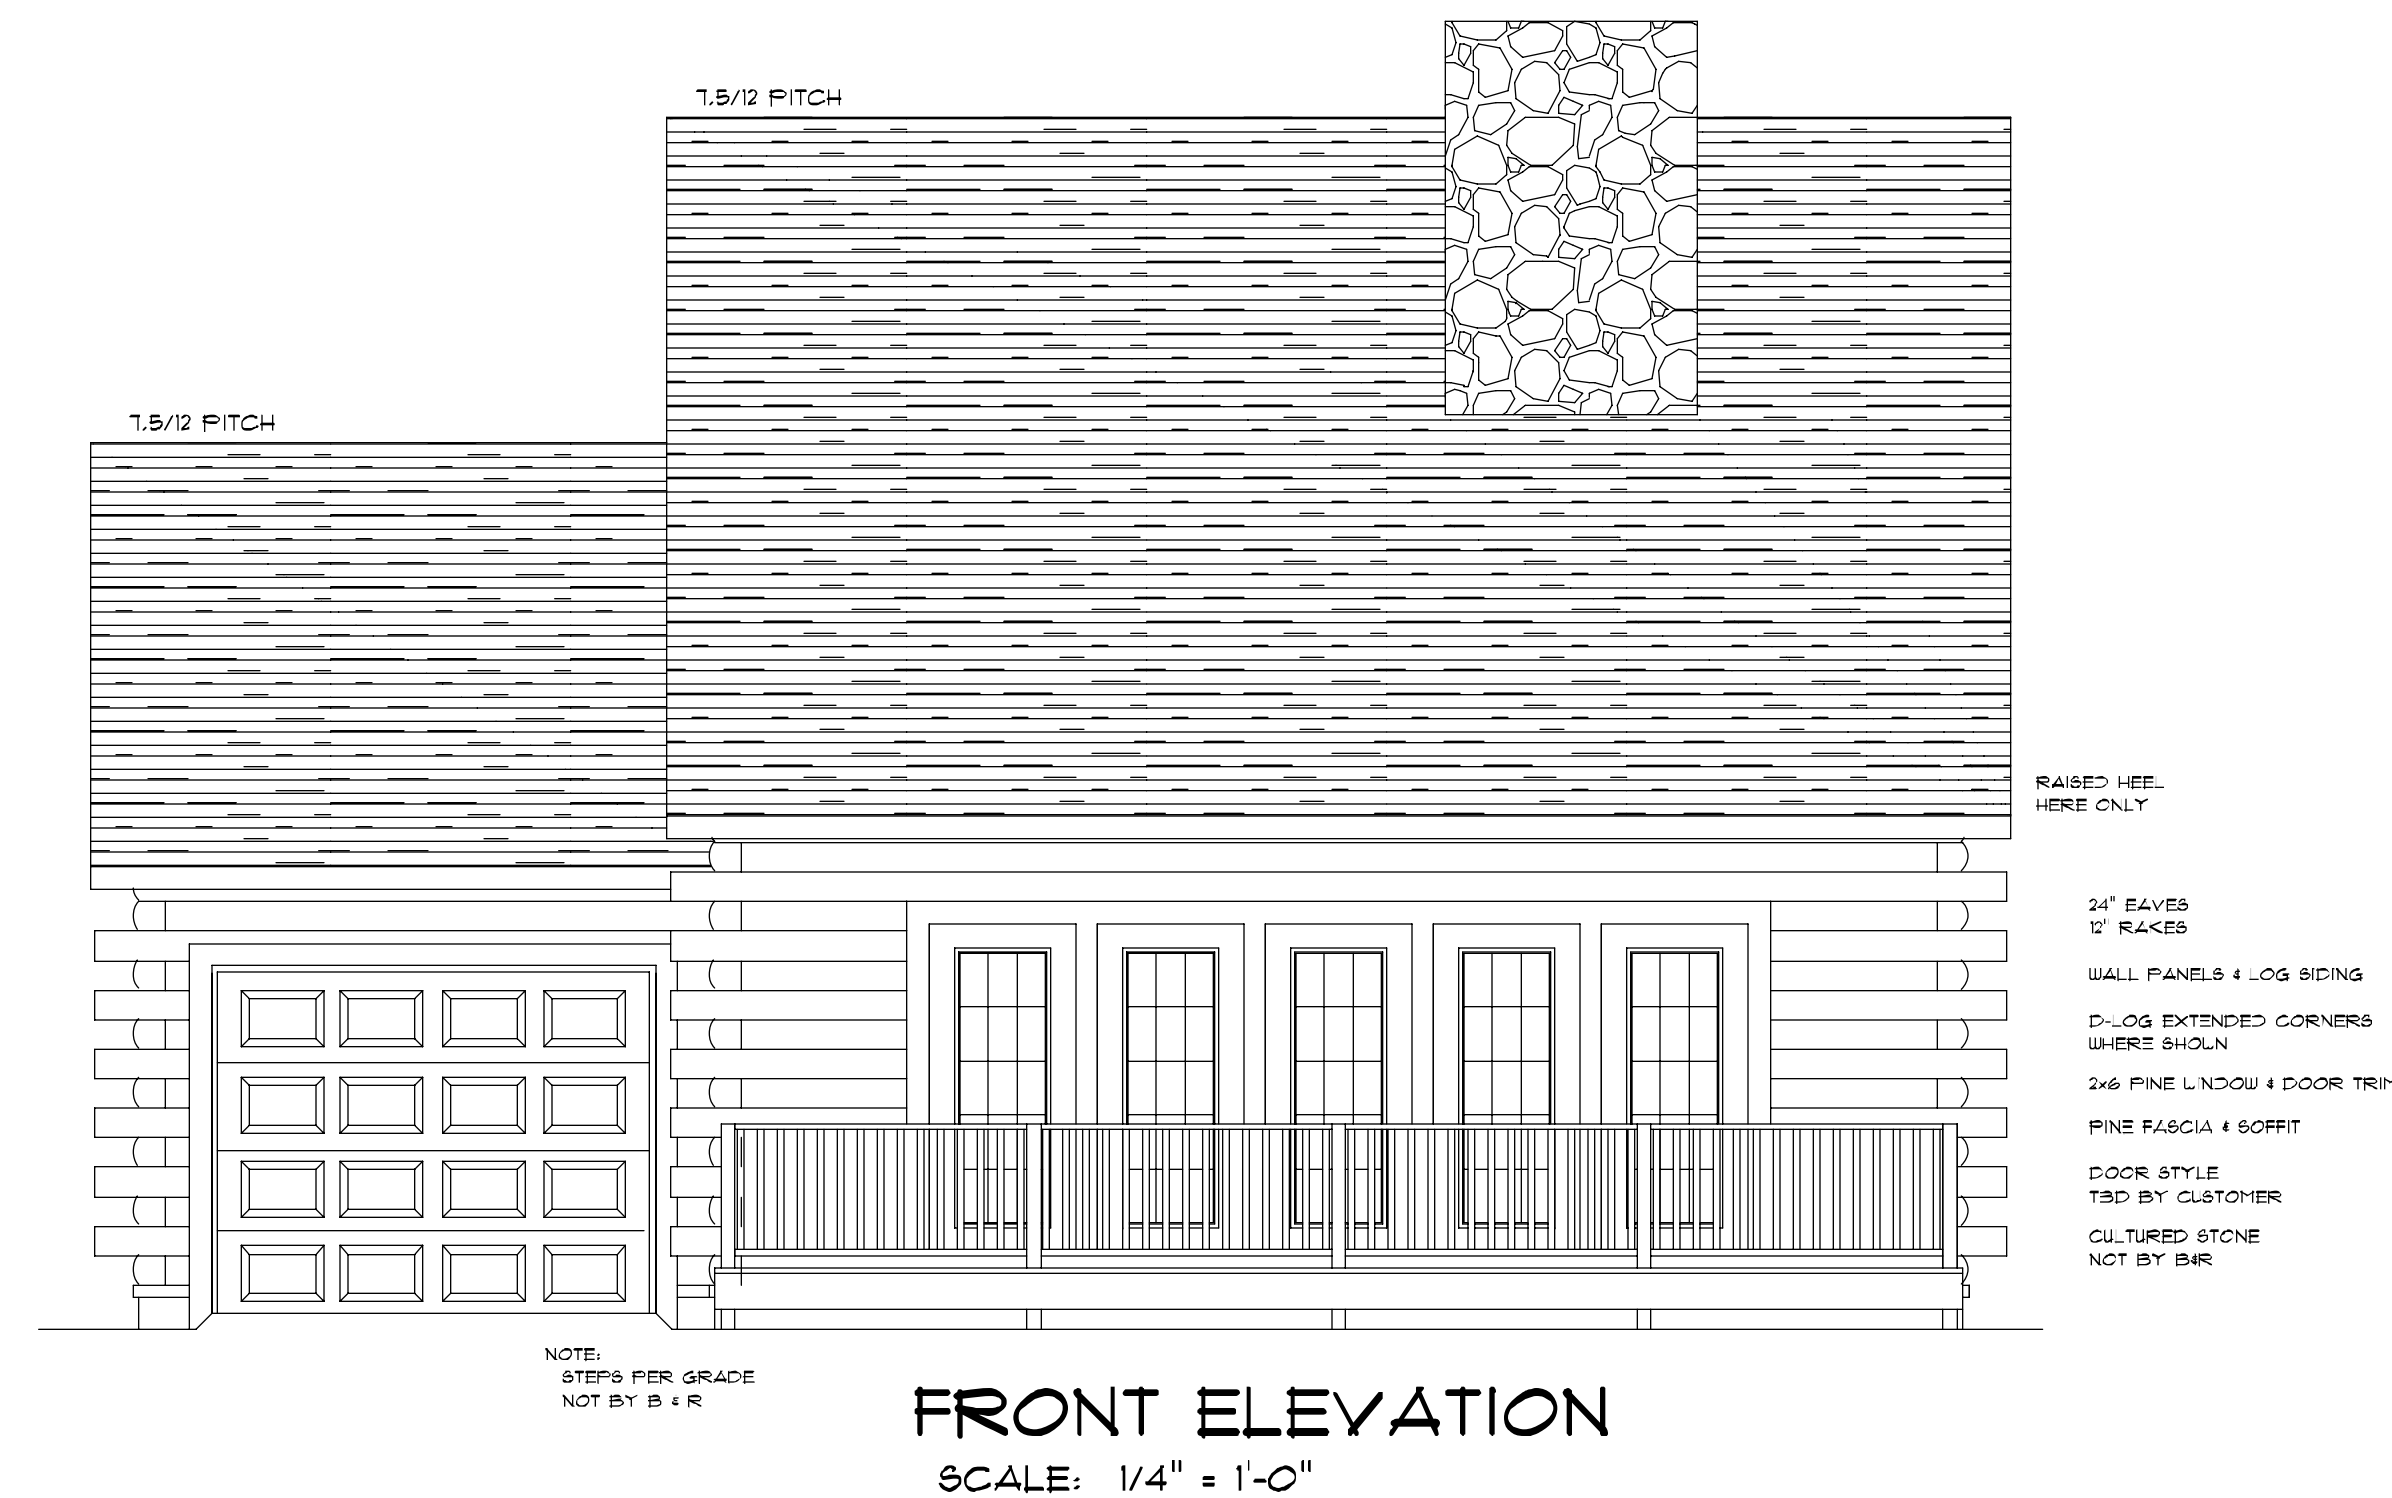 7.5/12 PITCH
7.5/12 PITCH
RAISED HEEL
HERE ONLY
24" EAVES
12" RAKES
WALL PANELS & LOG SIDING
D-LOG EXTENDED CORNERS
WHERE SHOWN
2x6 PINE WINDOW & DOOR TRIM
PINE FASCIA & SOFFIT
DOOR STYLE
TBD BY CUSTOMER
CULTURED STONE
NOT BY B&R
NOTE:
STEPS PER GRADE
NOT BY B & R
FRONT ELEVATION
SCALE: 1/4" = 1'-0"